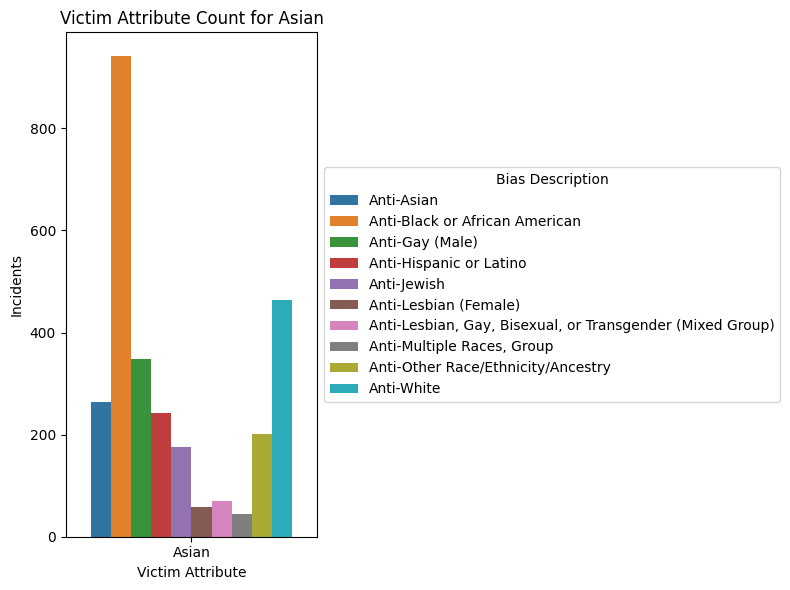 Victim Attribute Count for Asian
800
600
400
200
0
Incidents
Asian
Victim Attribute
Bias Description
Anti-Asian
Anti-Black or African American
Anti-Gay (Male)
Anti-Hispanic or Latino
Anti-Jewish
Anti-Lesbian (Female)
Anti-Lesbian, Gay, Bisexual, or Transgender (Mixed Group)
Anti-Multiple Races, Group
Anti-Other Race/Ethnicity/Ancestry
Anti-White